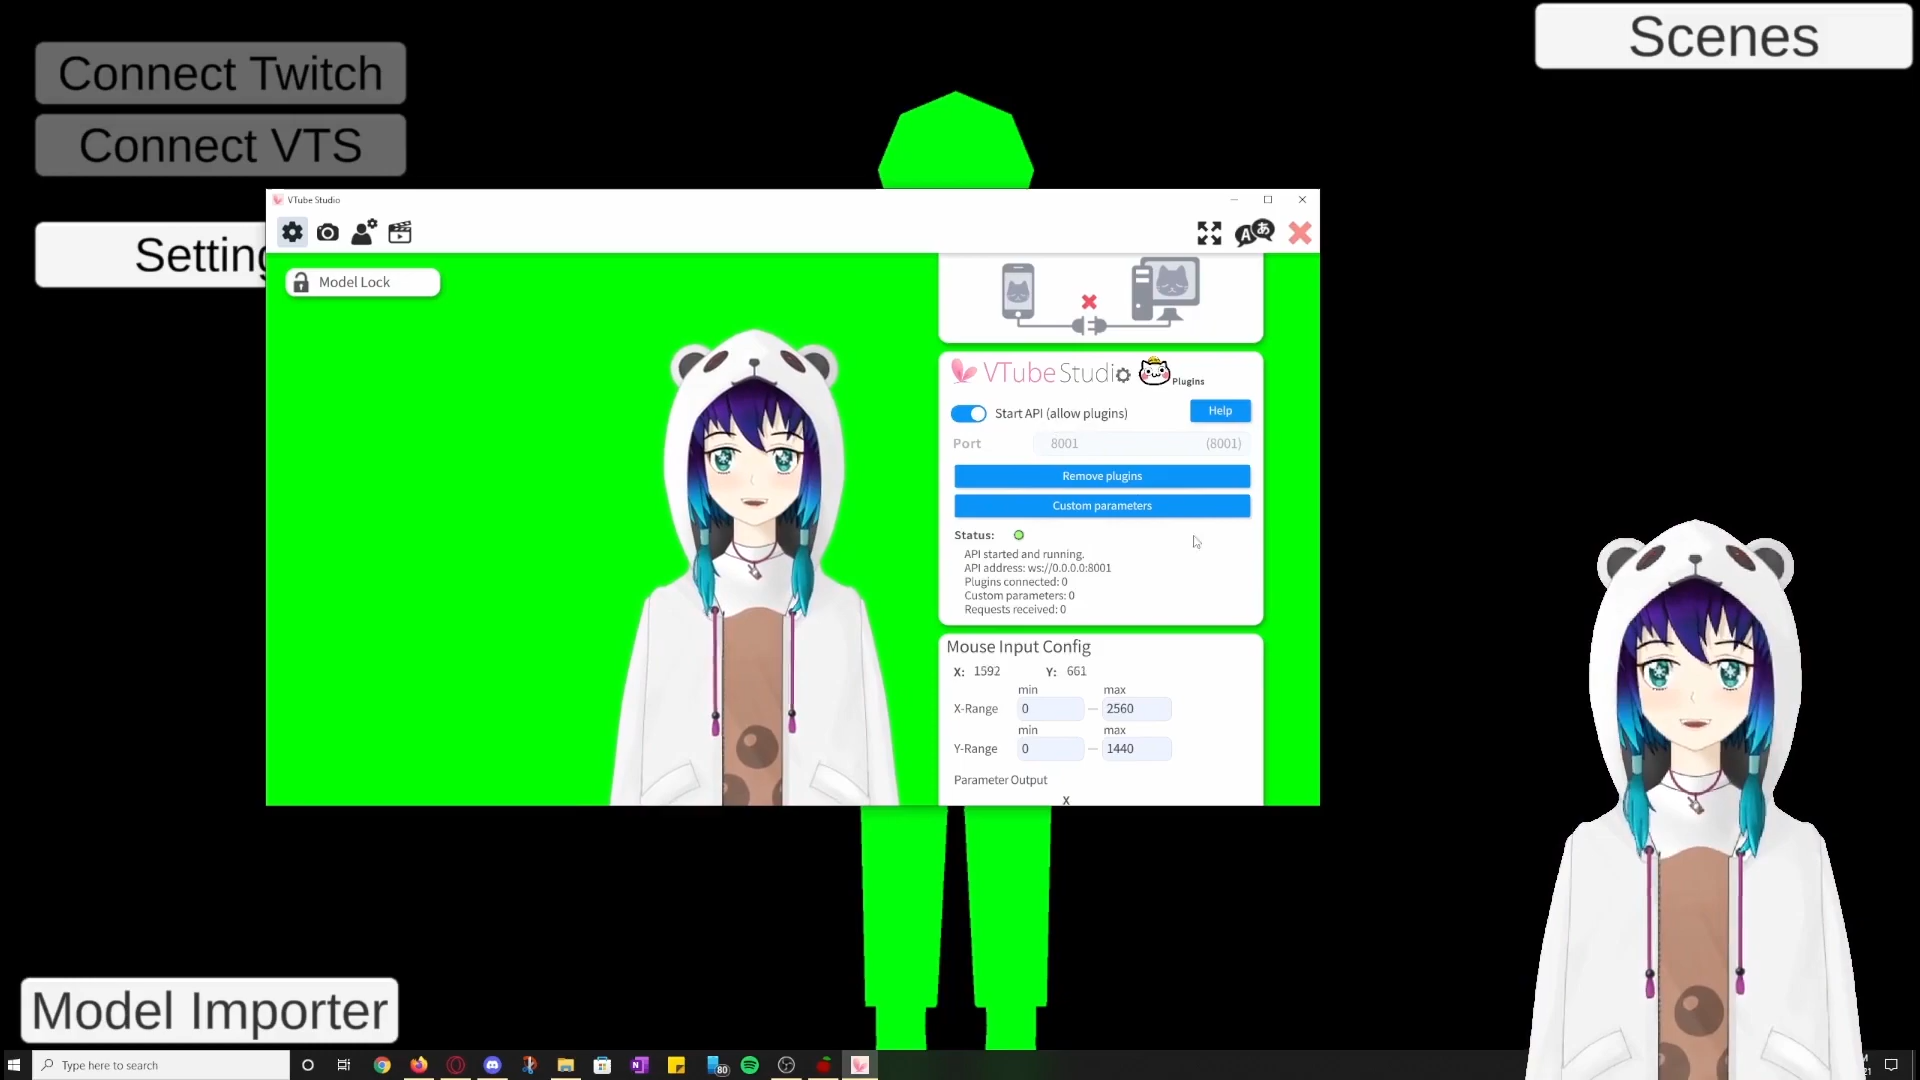 Connect Twitch
Connect VTS
Scenes
VTube Studio
Model Lock
VTube Studio
Plugins
Start API (allow plugins)
Help
Port 8001 (8001)
Remove plugins
Custom parameters
Status:
API started and running.
API address: ws://0.0.0.0:8001
Plugins connected: 0
Custom parameters: 0
Requests received: 0
Mouse Input Config
X: 1592 Y: 661
min max
X-Range 0 — 2560
min max
Y-Range 0 — 1440
Parameter Output
X
Model Importer
Type here to search
80